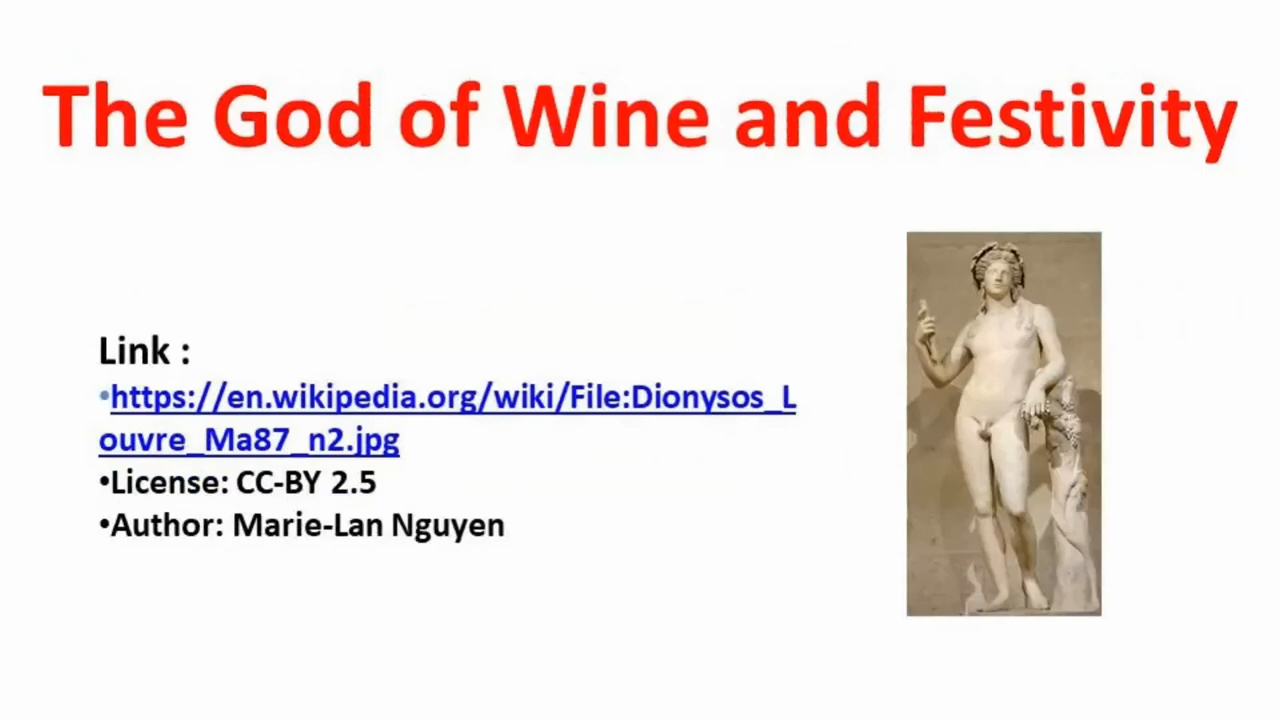 The God of Wine and Festivity
Link :
•https://en.wikipedia.org/wiki/File:Dionysos_L
ouvre_Ma87_n2.jpg
•License: CC-BY 2.5
•Author: Marie-Lan Nguyen